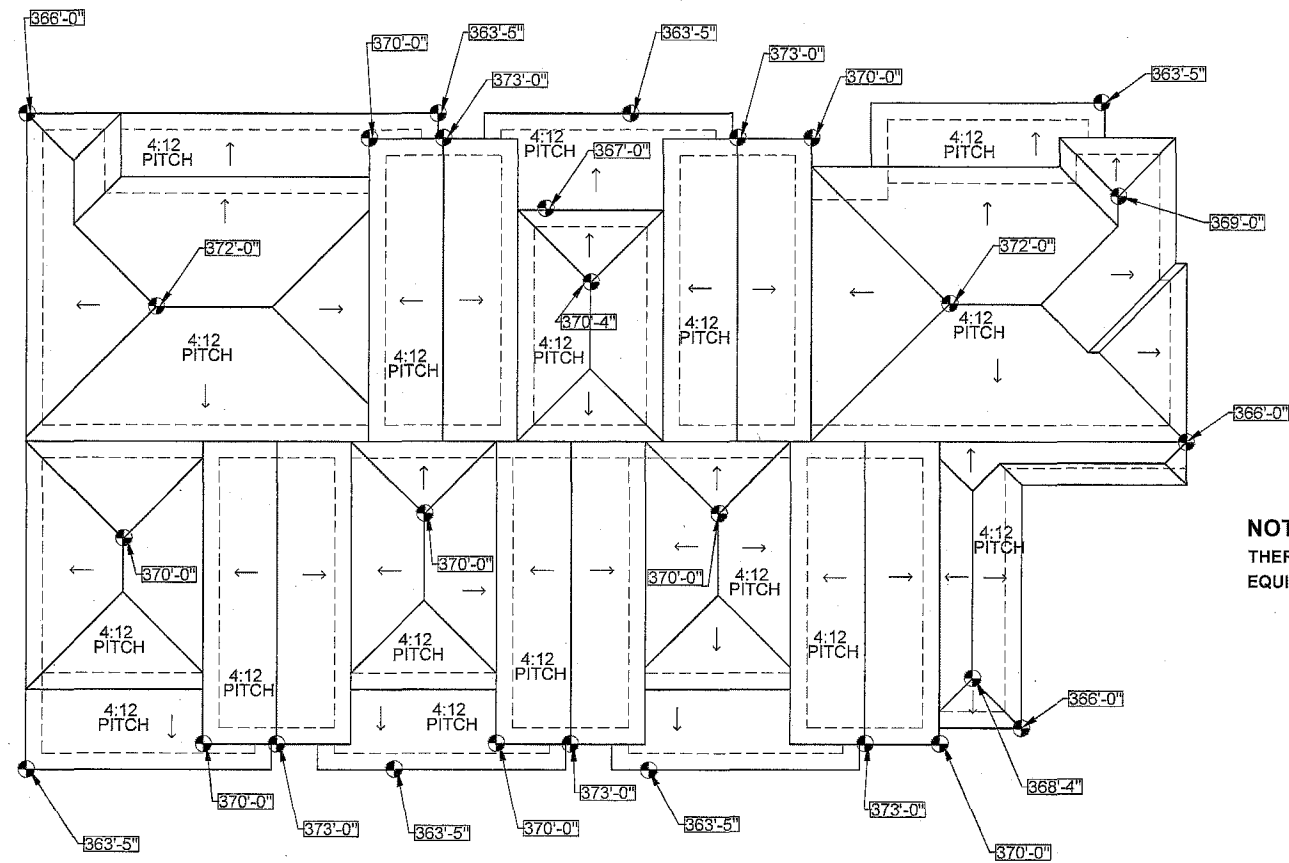 366'-0"
370'-0"
363'-5"
363'-5"
373'-0"
373'-0"
370'-0"
363'-5"
4:12
PITCH
4:12
PITCH
367'-0"
4:12
PITCH
369'-0"
372'-0"
372'-0"
370'-4"
4:12
PITCH
4:12
PITCH
4:12
PITCH
4:12
PITCH
4:12
PITCH
366'-0"
370'-0"
370'-0"
370'-0"
4:12
PITCH
4:12
PITCH
NOT
THER
EQUI
4:12
PITCH
4:12
PITCH
4:12
PITCH
4:12
PITCH
4:12
PITCH
4:12
PITCH
4:12
PITCH
366'-0"
368'-4"
370'-0"
373'-0"
363'-5"
370'-0"
373'-0"
363'-5"
373'-0"
370'-0"
363'-5"